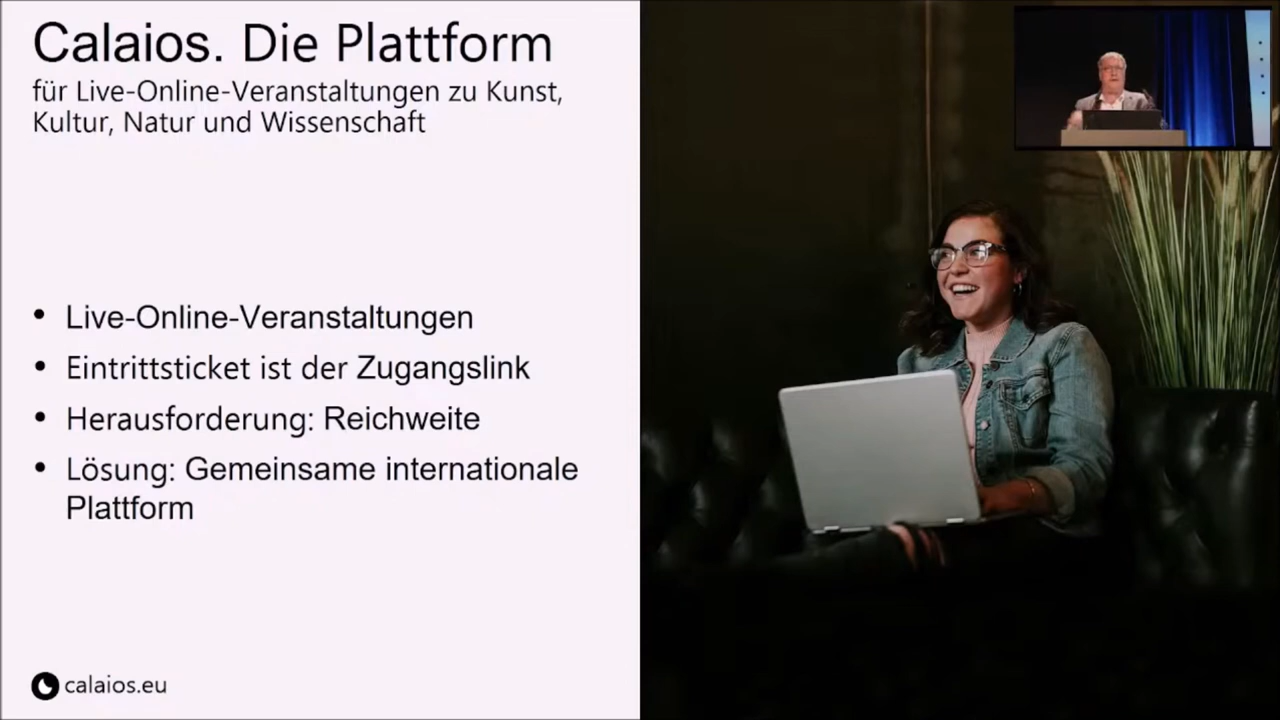 Calaios. Die Plattform
für Live-Online-Veranstaltungen zu Kunst,
Kultur, Natur und Wissenschaft
• Live-Online-Veranstaltungen
• Eintrittsticket ist der Zugangslink
• Herausforderung: Reichweite
• Lösung: Gemeinsame internationale
Plattform
calaios.eu